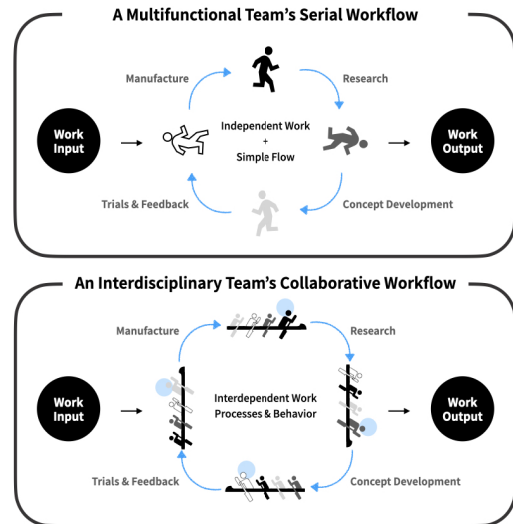 A Multifunctional Team's Serial Workflow
Manufacture
Research
Work
Input
Independent Work
+
Simple Flow
Work
Output
Trials & Feedback
Concept Development
An Interdisciplinary Team's Collaborative Workflow
Manufacture
Research
Work
Input
Interdependent Work
Processes & Behavior
Work
Output
Trials & Feedback
Concept Development